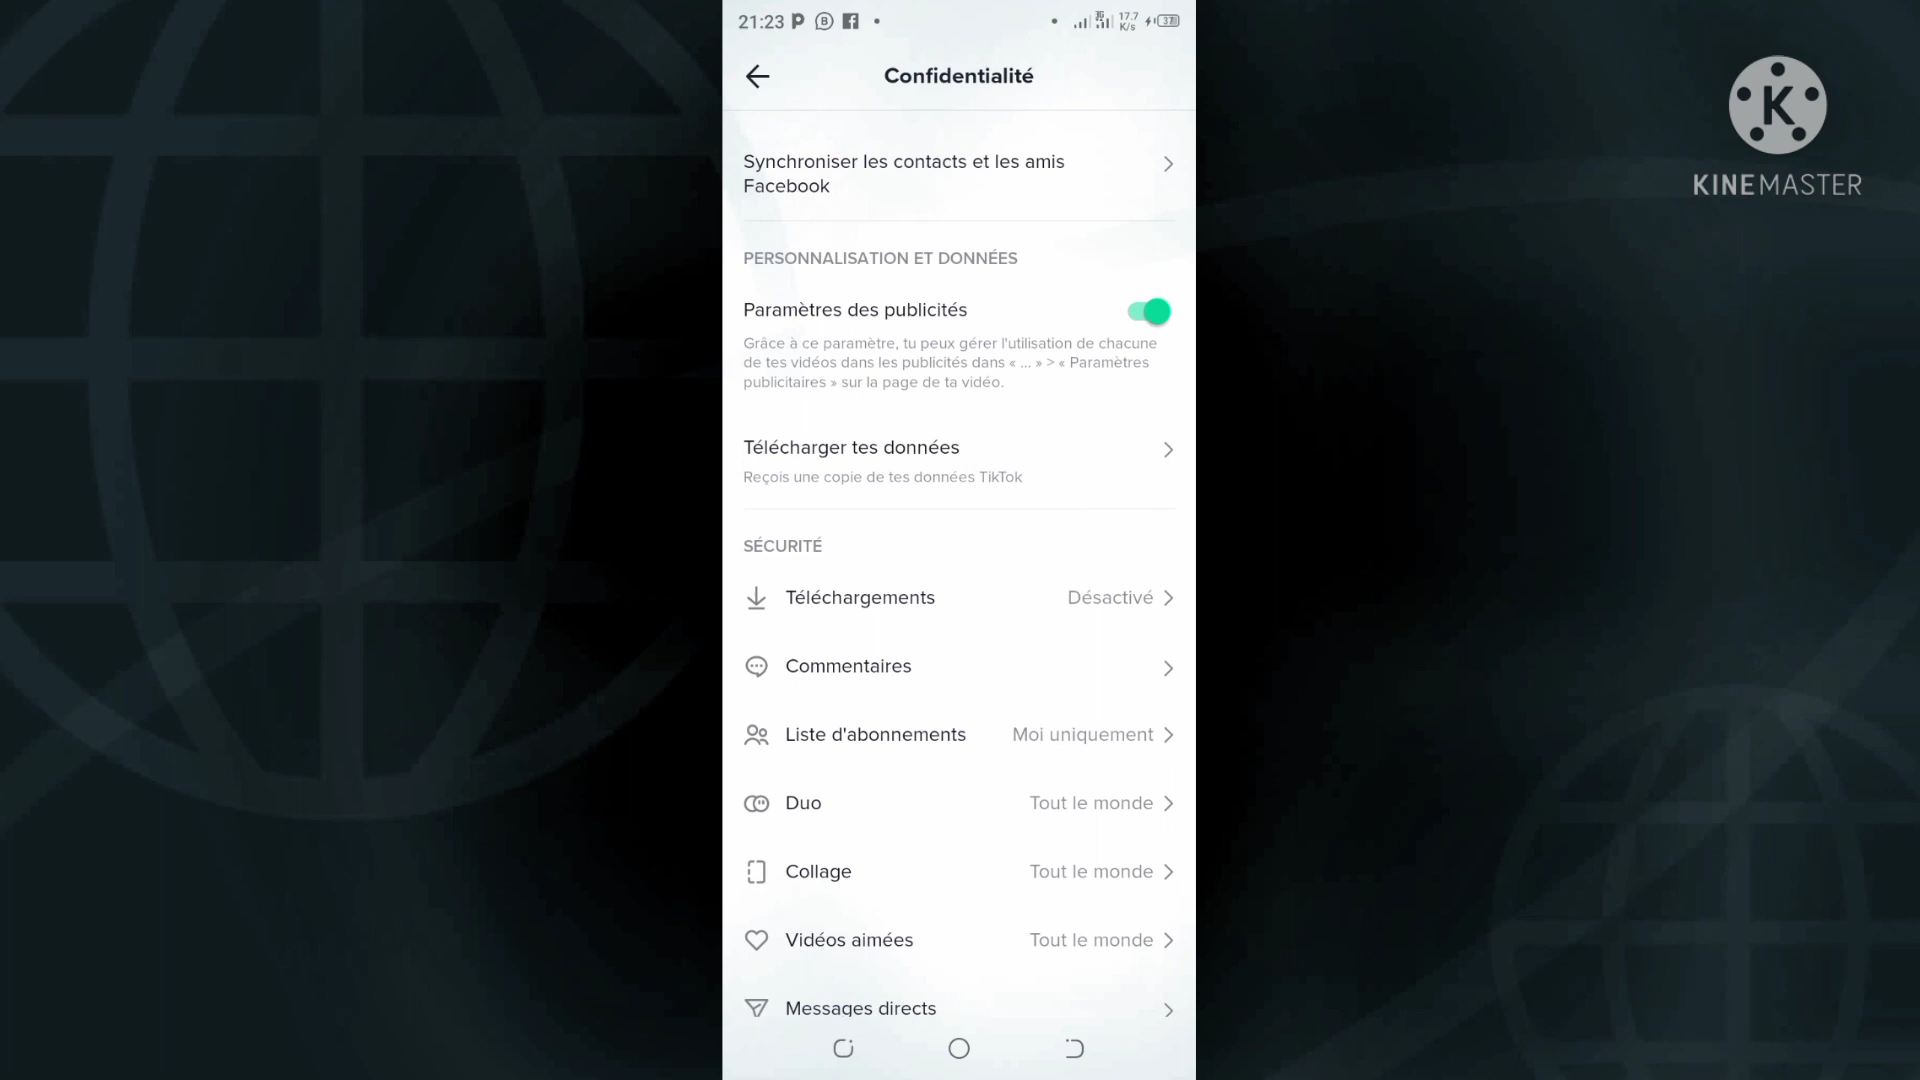 21:23
17.7
K/s
37
Confidentialité
KINEMASTER
Synchroniser les contacts et les amis
Facebook
PERSONNALISATION ET DONNÉES
Paramètres des publicités
Grâce à ce paramètre, tu peux gérer l'utilisation de chacune
de tes vidéos dans les publicités dans « ... » > « Paramètres
publicitaires » sur la page de ta vidéo.
Télécharger tes données
Reçois une copie de tes données TikTok
SÉCURITÉ
Téléchargements Désactivé
Commentaires
Liste d'abonnements Moi uniquement
Duo Tout le monde
Collage Tout le monde
Vidéos aimées Tout le monde
Messages directs